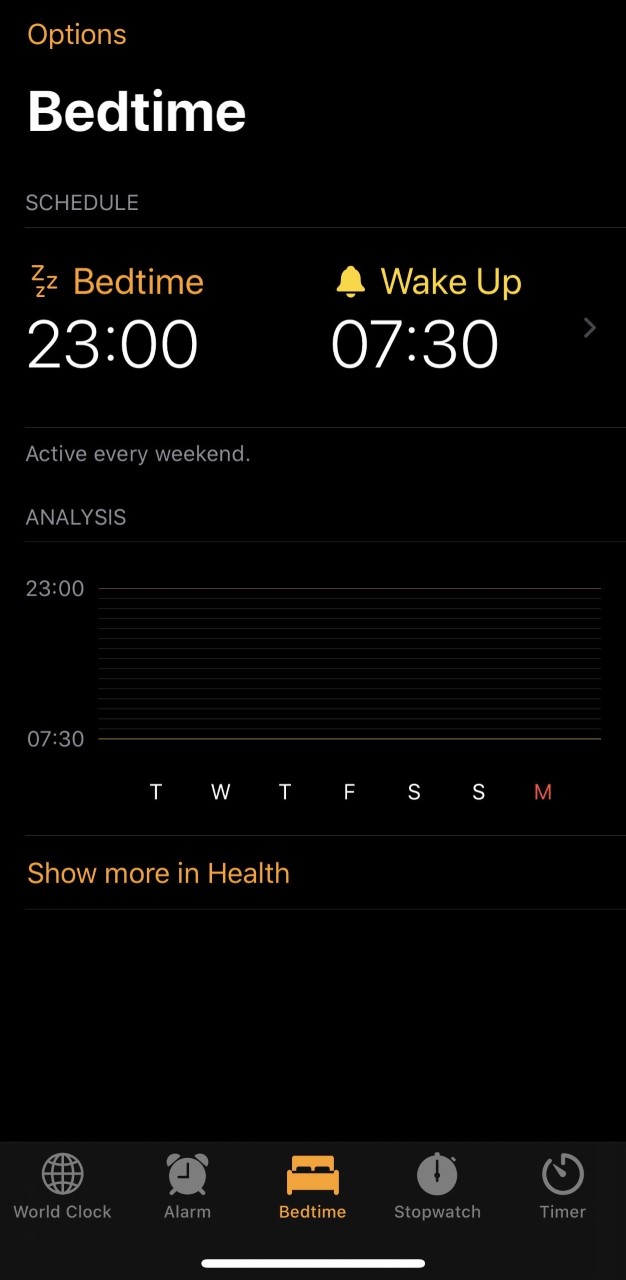 Options
Bedtime
SCHEDULE
Bedtime Wake Up
23:00 07:30
Active every weekend.
ANALYSIS
23:00
07:30
T W T F S S M
Show more in Health
World Clock Alarm Bedtime Stopwatch Timer